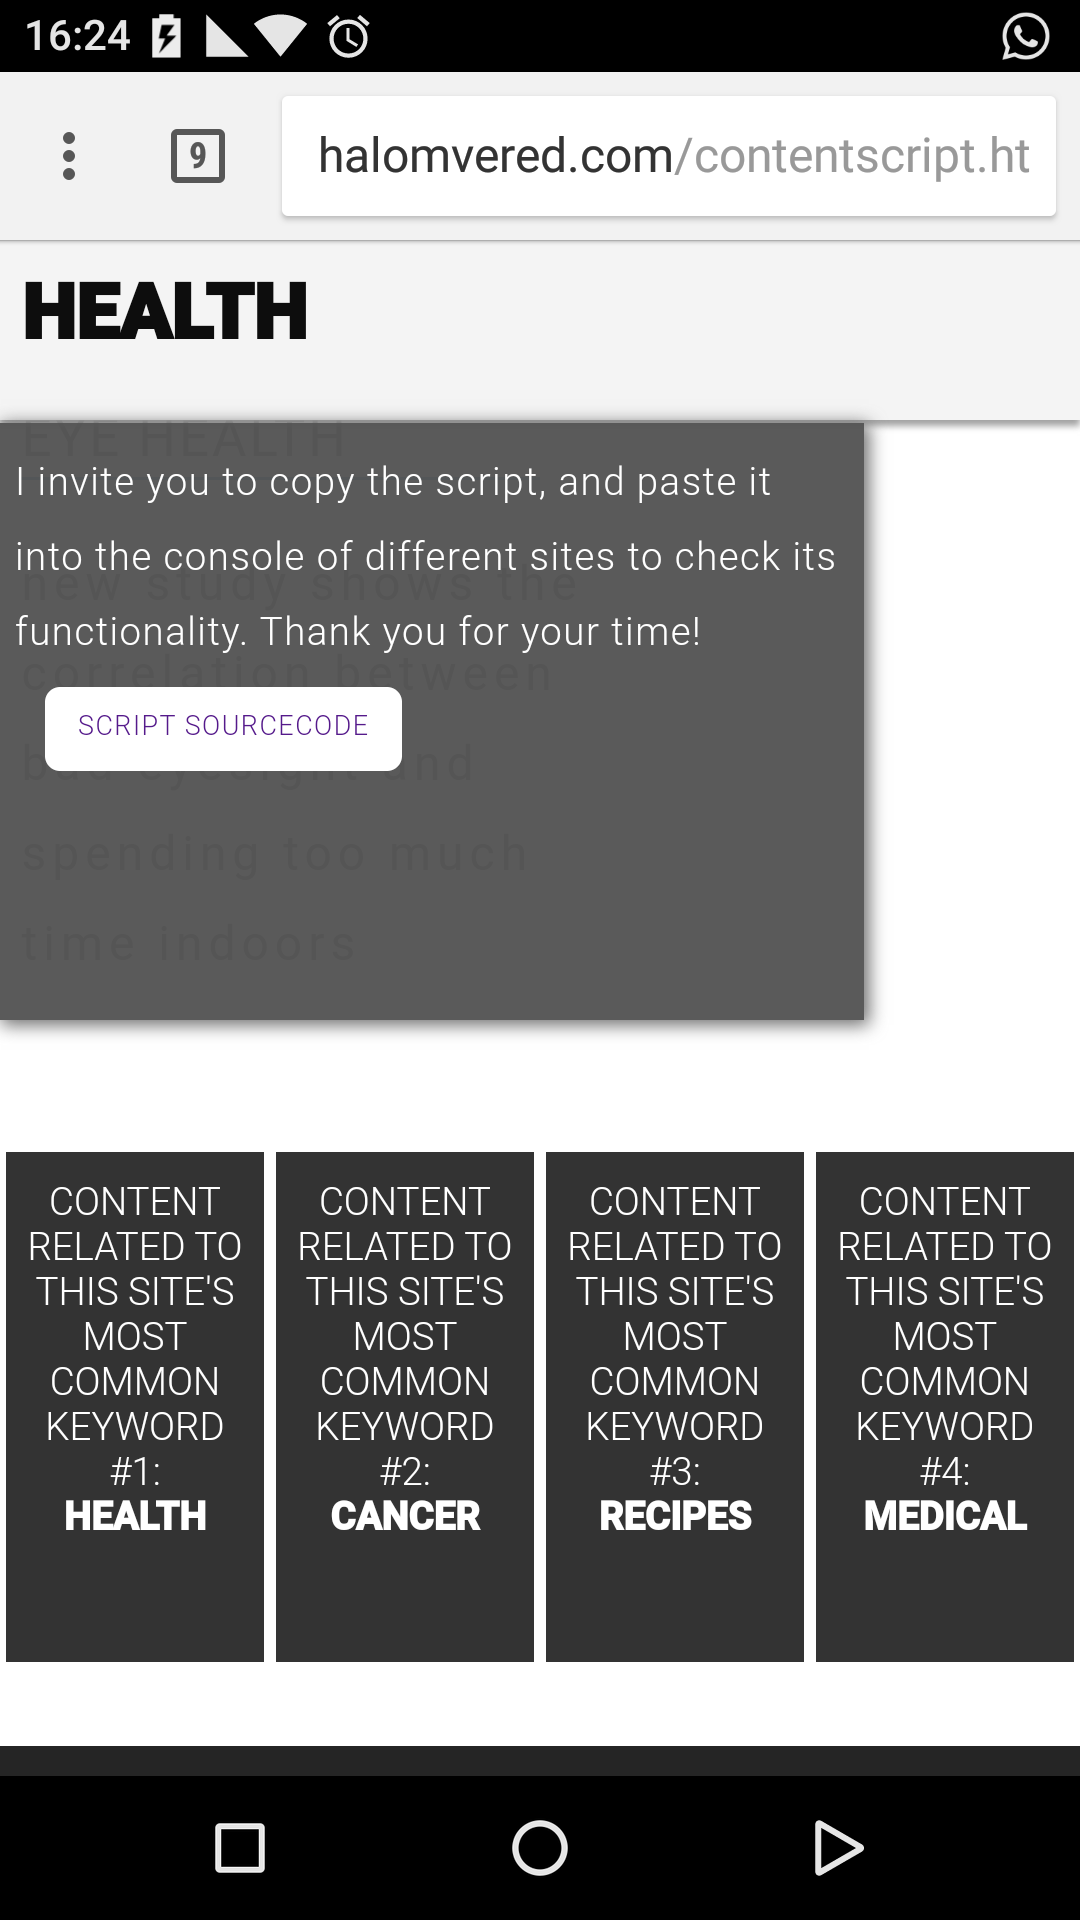 16:24
9
halomvered.com/contentscript.ht
HEALTH
EYE HEALTH
I invite you to copy the script, and paste it
into the console of different sites to check its
functionality. Thank you for your time!
new study shows the
correlation between
SCRIPT SOURCECODE
bad eyesight and
spending too much
time indoors
CONTENT
RELATED TO
THIS SITE'S
MOST
COMMON
KEYWORD
#1:
HEALTH
CONTENT
RELATED TO
THIS SITE'S
MOST
COMMON
KEYWORD
#2:
CANCER
CONTENT
RELATED TO
THIS SITE'S
MOST
COMMON
KEYWORD
#3:
RECIPES
CONTENT
RELATED TO
THIS SITE'S
MOST
COMMON
KEYWORD
#4:
MEDICAL